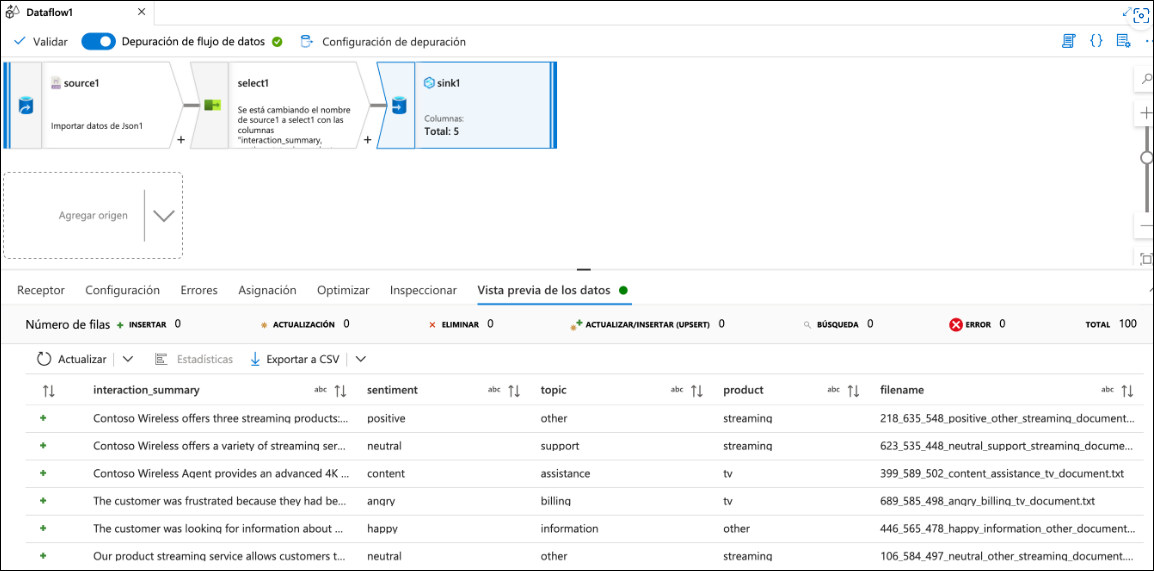 Dataflow1
Validar
Depuración de flujo de datos
Configuración de depuración
source1
Importar datos de Json1
+
select1
Se está cambiando el nombre
de source1 a select1 con las
columnas
"interaction_summary,
+
sink1
Columnas:
Total: 5
Agregar origen
Receptor Configuración Errores Asignación Optimizar Inspeccionar Vista previa de los datos
Número de filas + INSERTAR 0 ACTUALIZACIÓN 0 ELIMINAR 0 ACTUALIZAR/INSERTAR (UPSERT) 0 BÚSQUEDA 0 ERROR 0 TOTAL 100
Actualizar Estadísticas Exportar a CSV
interaction_summary abc sentiment abc topic abc product abc filename abc
+ Contoso Wireless offers three streaming products:... positive other streaming 218_635_548_positive_other_streaming_document...
+ Contoso Wireless offers a variety of streaming ser... neutral support streaming 623_535_448_neutral_support_streaming_docume...
+ Contoso Wireless Agent provides an advanced 4K ... content assistance tv 399_589_502_content_assistance_tv_document.txt
+ The customer was frustrated because they had be... angry billing tv 689_585_498_angry_billing_tv_document.txt
+ The customer was looking for information about ... happy information other 446_565_478_happy_information_other_document...
+ Our product streaming service allows customers t... neutral other streaming 106_584_497_neutral_other_streaming_document....